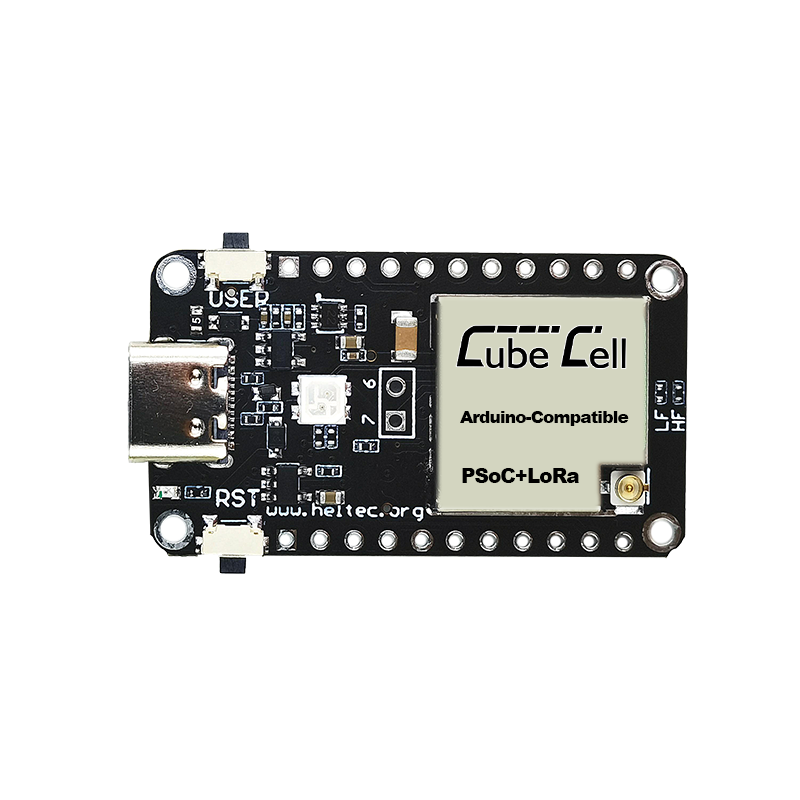 USER
Cube Cell
Arduino-Compatible
6
7
PSoC+LoRa
LF
HF
RST
www.heltec.org